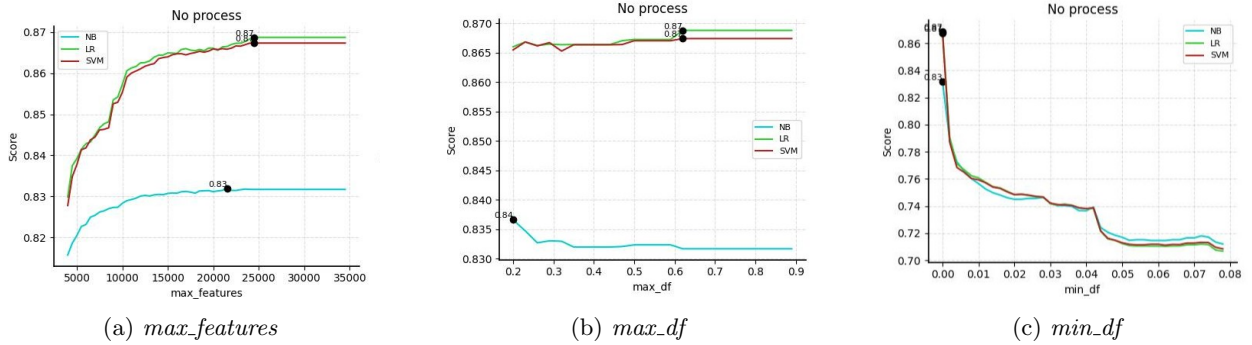 No process
0.87
0.86
0.85
0.84
0.83
0.82
Score
NB
LR
SVM
0.87
0.83
5000 10000 15000 20000 25000 30000 35000
max_features
(a) max_features
No process
0.870
0.865
0.860
0.855
0.850
0.845
0.840
0.835
0.830
Score
0.87
0.84
NB
LR
SVM
0.2 0.3 0.4 0.5 0.6 0.7 0.8 0.9
max_df
(b) max_df
No process
0.86
0.84
0.82
0.80
0.78
0.76
0.74
0.72
0.70
Score
0.83
NB
LR
SVM
0.00 0.01 0.02 0.03 0.04 0.05 0.06 0.07 0.08
min_df
(c) min_df